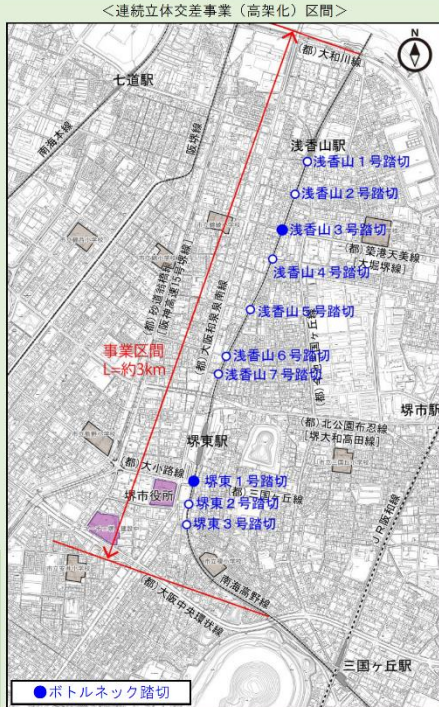 <連続立体交差事業（高架化）区間>
N
(都)大和川線
七道駅
南海本線
阪堺線
浅香山駅
浅香山1号踏切
浅香山2号踏切
浅香山3号踏切
(都)築港天美線
(大堀堺線)
浅香山4号踏切
(都)砂道翁橋線
[阪神高速15号堺線]
(都)大阪和泉泉南線
浅香山5号踏切
事業区間
L=約3km
浅香山6号踏切
浅香山7号踏切
堺市駅
(都)北公園布忍線
[堺大和高田線]
堺東駅
(都)大小路線
堺東1号踏切
(都)三国ヶ丘線
堺市役所
堺東2号踏切
堺東3号踏切
JR阪和線
南海高野線
(都)大阪中央環状線
三国ヶ丘駅
●ボトルネック踏切